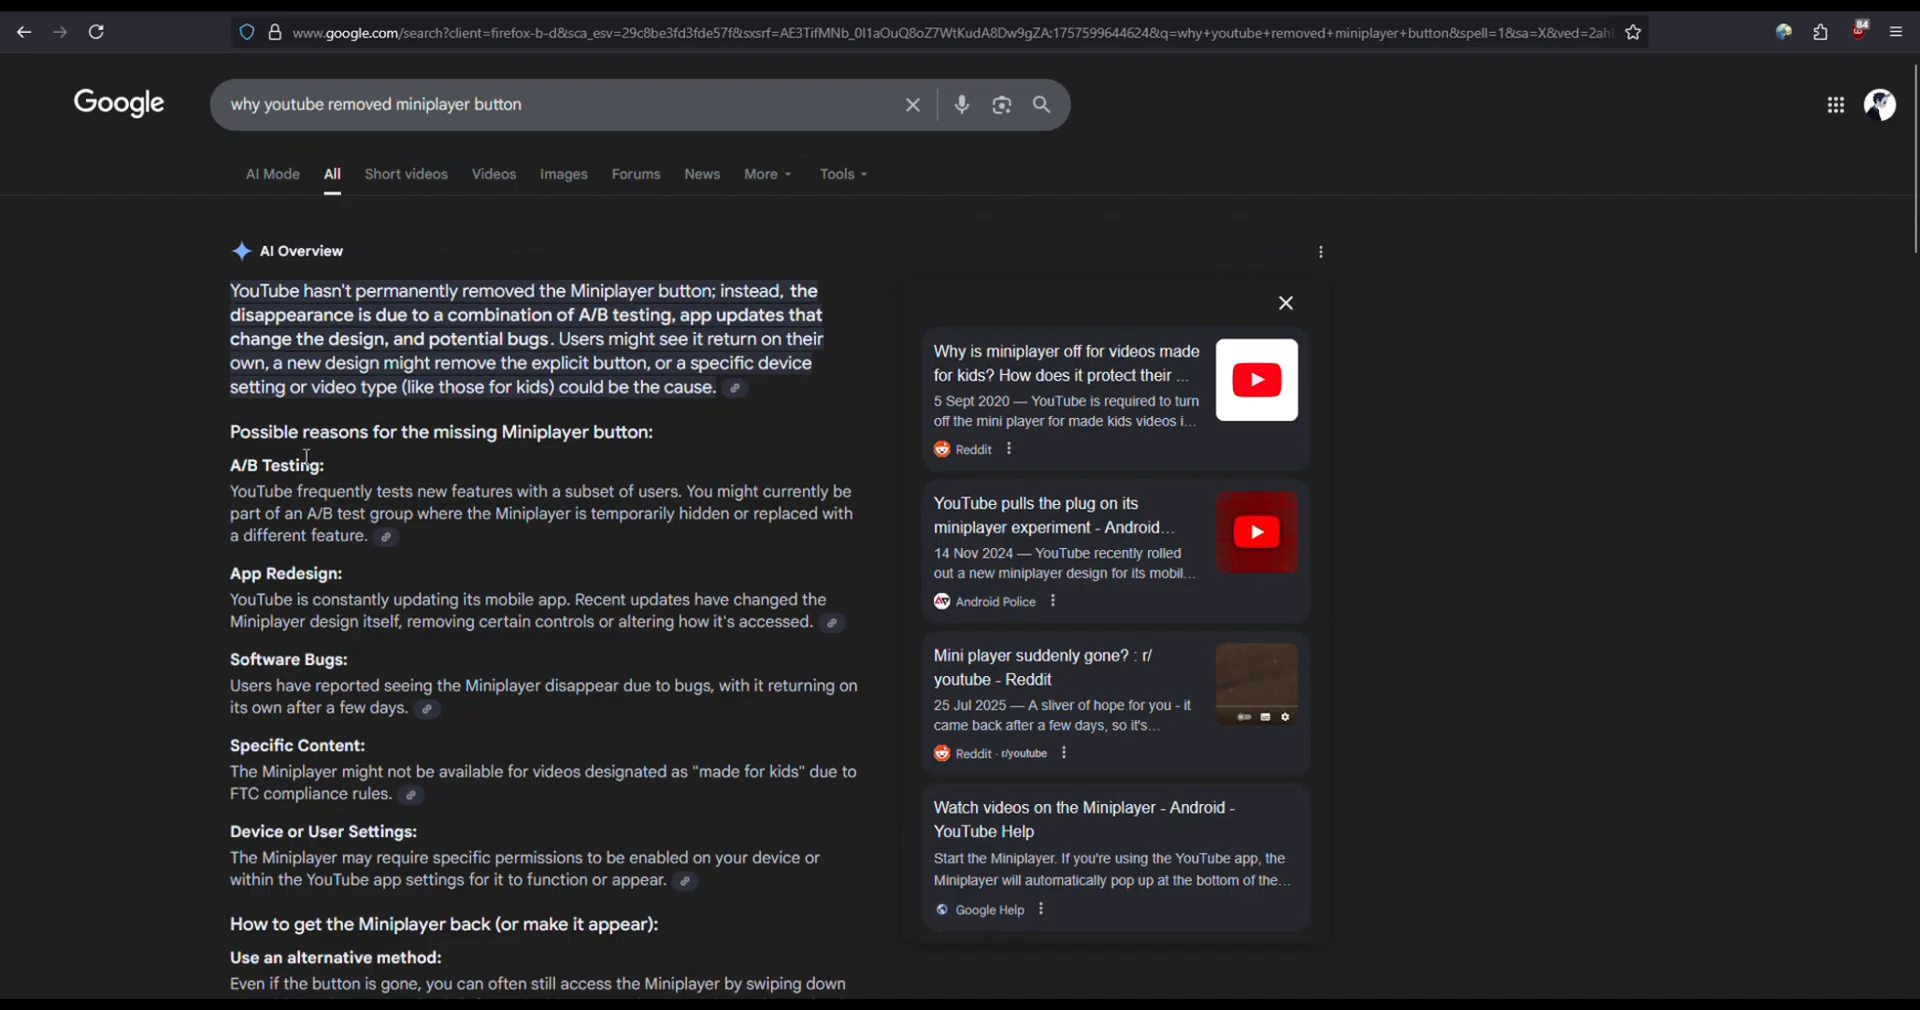 84
www.google.com/search?client=firefox-b-d&sca_esv=29c8be3fd3fde57f&sxsrf=AE3TifMNb_0I1aOuQ8oZ7WtKudA8Dw9gZA:1757599644624&q=why+youtube+removed+miniplayer+button&spell=1&sa=X&ved=2ah
Google
why youtube removed miniplayer button
AI Mode
All
Short videos
Videos
Images
Forums
News
More
Tools
AI Overview
YouTube hasn't permanently removed the Miniplayer button; instead, the
disappearance is due to a combination of A/B testing, app updates that
change the design, and potential bugs. Users might see it return on their
own, a new design might remove the explicit button, or a specific device
setting or video type (like those for kids) could be the cause.
Possible reasons for the missing Miniplayer button:
A/B Testing:
YouTube frequently tests new features with a subset of users. You might currently be
part of an A/B test group where the Miniplayer is temporarily hidden or replaced with
a different feature.
App Redesign:
YouTube is constantly updating its mobile app. Recent updates have changed the
Miniplayer design itself, removing certain controls or altering how it's accessed.
Software Bugs:
Users have reported seeing the Miniplayer disappear due to bugs, with it returning on
its own after a few days.
Specific Content:
The Miniplayer might not be available for videos designated as "made for kids" due to
FTC compliance rules.
Device or User Settings:
The Miniplayer may require specific permissions to be enabled on your device or
within the YouTube app settings for it to function or appear.
How to get the Miniplayer back (or make it appear):
Use an alternative method:
Even if the button is gone, you can often still access the Miniplayer by swiping down
Why is miniplayer off for videos made
for kids? How does it protect their ...
5 Sept 2020 — YouTube is required to turn
off the mini player for made kids videos i...
Reddit
YouTube pulls the plug on its
miniplayer experiment - Android...
14 Nov 2024 — YouTube recently rolled
out a new miniplayer design for its mobil...
Android Police
Mini player suddenly gone? : r/
youtube - Reddit
25 Jul 2025 — A sliver of hope for you - it
came back after a few days, so it's...
Reddit · r/youtube
Watch videos on the Miniplayer - Android -
YouTube Help
Start the Miniplayer. If you're using the YouTube app, the
Miniplayer will automatically pop up at the bottom of the...
Google Help